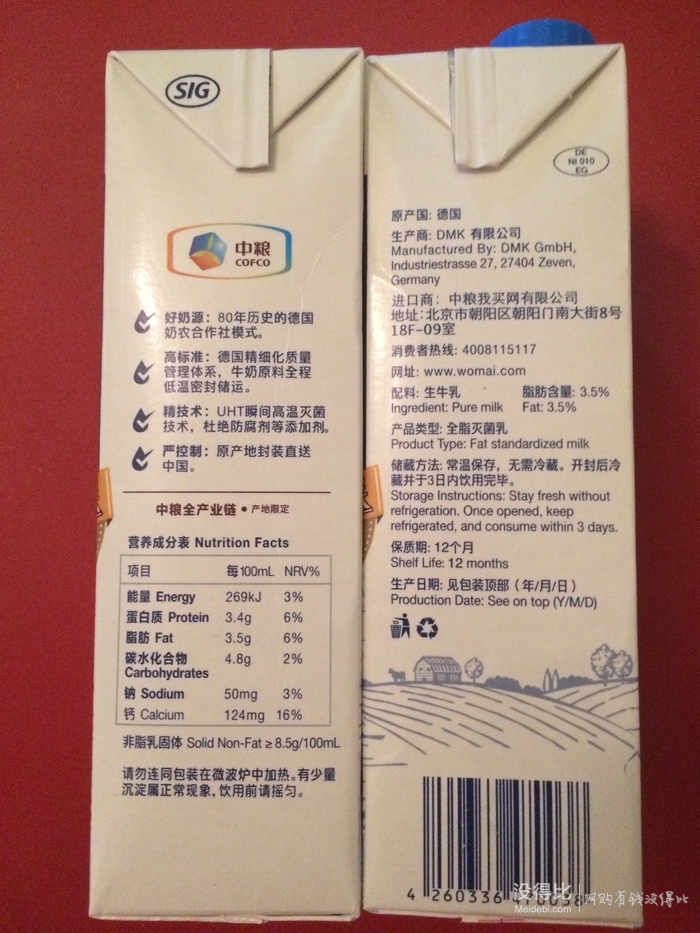 SIG
中粮
COFCO
好奶源：80年历史的德国
奶农合作社模式。
高标准：德国精细化质量
管理体系，牛奶原料全程
低温密封储运。
精技术：UHT瞬间高温灭菌
技术，杜绝防腐剂等添加剂。
严控制：原产地封装直送
中国。
中粮全产业链 • 产地限定
营养成分表 Nutrition Facts
项目 每100mL NRV%
能量 Energy 269kJ 3%
蛋白质 Protein 3.4g 6%
脂肪 Fat 3.5g 6%
碳水化合物 4.8g 2%
Carbohydrates
钠 Sodium 50mg 3%
钙 Calcium 124mg 16%
非脂乳固体 Solid Non-Fat ≥ 8.5g/100mL
请勿连同包装在微波炉中加热。有少量
沉淀属正常现象，饮用前请摇匀。
DE
NI 010
EG
原产国: 德国
生产商: DMK 有限公司
Manufactured By: DMK GmbH,
Industriestrasse 27, 27404 Zeven,
Germany
进口商： 中粮我买网有限公司
地址:北京市朝阳区朝阳门南大街8号
18F-09室
消费者热线: 4008115117
网址: www.womai.com
配料: 生牛乳 脂肪含量: 3.5%
Ingredient: Pure milk Fat: 3.5%
产品类型: 全脂灭菌乳
Product Type: Fat standardized milk
储藏方法: 常温保存，无需冷藏。开封后冷
藏并于3日内饮用完毕。
Storage Instructions: Stay fresh without
refrigeration. Once opened, keep
refrigerated, and consume within 3 days.
保质期: 12个月
Shelf Life: 12 months
生产日期: 见包装顶部（年/月/日）
Production Date: See on top (Y/M/D)
4 260336
没得比
Meidebi.com
网购有钱没得比